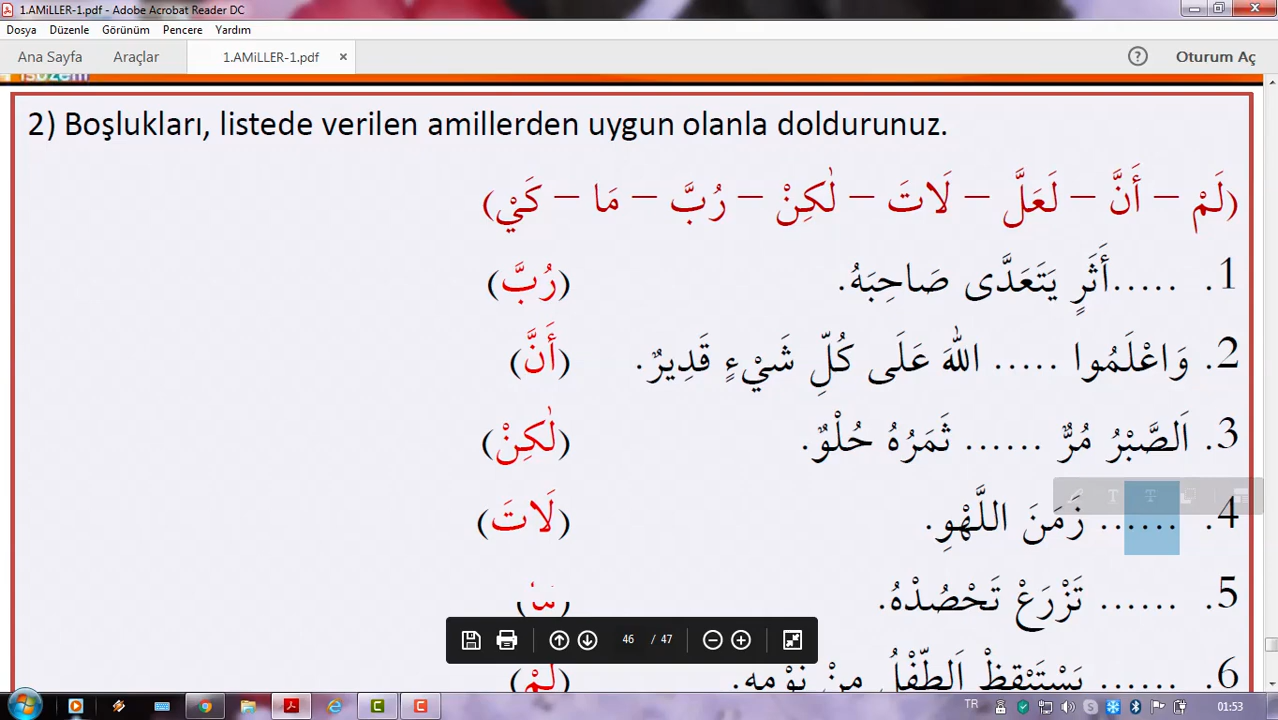 1.AMiLLER-1.pdf - Adobe Acrobat Reader DC
Dosya Düzenle Görünüm Pencere Yardım
Ana Sayfa Araçlar 1.AMiLLER-1.pdf × ? Oturum Aç
2) Boşlukları, listede verilen amillerden uygun olanla doldurunuz.
(لَمْ – أَنَّ – لَعَلَّ – لَاتَ – لٰكِنْ – رُبَّ – مَا – كَيْ)
1. .....أَثَرٍ يَتَعَدَّى صَاحِبَهُ. (رُبَّ)
2. وَاعْلَمُوا ..... اللّٰهَ عَلَى كُلِّ شَيْءٍ قَدِيرٌ. (أَنَّ)
3. اَلصَّبْرُ مُرٌّ ...... ثَمَرُهُ حُلْوٌ. (لٰكِنْ)
4. ...... زَمَنَ اللَّهْوِ. (لَاتَ)
5. ...... تَزْرَعْ تَحْصُدْهُ.
6. ...... يَسْتَيْقِظْ اَلطِّفْلُ مِنْ نَوْمِهِ. (لَمْ)
46 / 47
TR 01:53